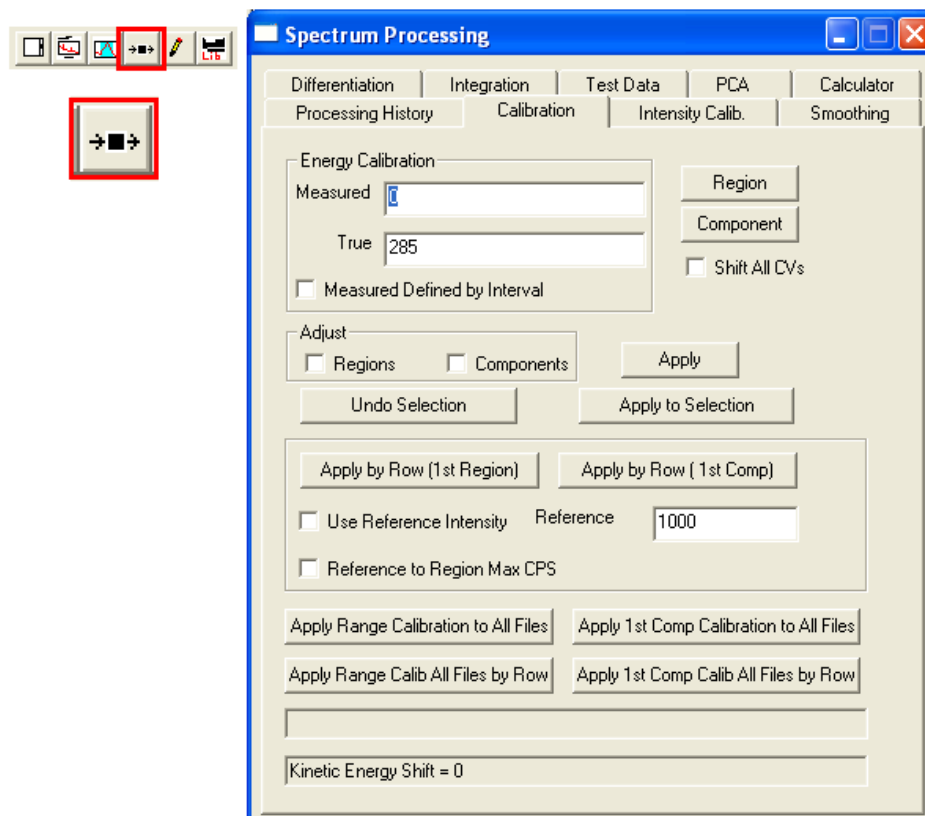 Lib
Spectrum Processing
Differentiation Integration Test Data PCA Calculator
Processing History Calibration Intensity Calib. Smoothing
Energy Calibration
Measured 0
Region
Component
True 285
Shift All CVs
Measured Defined by Interval
Adjust
Regions Components Apply
Undo Selection Apply to Selection
Apply by Row (1st Region) Apply by Row ( 1st Comp)
Use Reference Intensity Reference 1000
Reference to Region Max CPS
Apply Range Calibration to All Files Apply 1st Comp Calibration to All Files
Apply Range Calib All Files by Row Apply 1st Comp Calib All Files by Row
Kinetic Energy Shift = 0